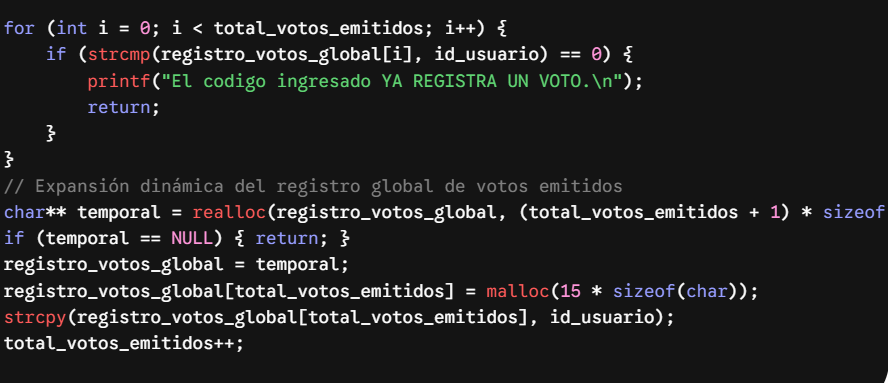 for (int i = 0; i < total_votos_emitidos; i++) {
    if (strcmp(registro_votos_global[i], id_usuario) == 0) {
        printf("El codigo ingresado YA REGISTRA UN VOTO.\n");
        return;
    }
}
// Expansión dinámica del registro global de votos emitidos
char** temporal = realloc(registro_votos_global, (total_votos_emitidos + 1) * sizeof
if (temporal == NULL) { return; }
registro_votos_global = temporal;
registro_votos_global[total_votos_emitidos] = malloc(15 * sizeof(char));
strcpy(registro_votos_global[total_votos_emitidos], id_usuario);
total_votos_emitidos++;